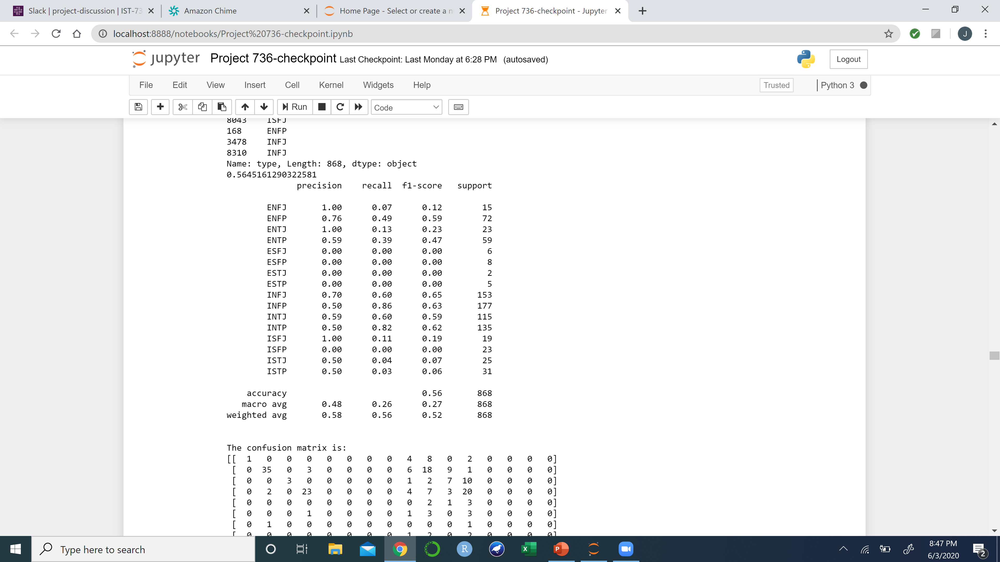 Slack | project-discussion | IST-73
Amazon Chime
Home Page - Select or create a n
Project 736-checkpoint - Jupyter
localhost:8888/notebooks/Project%20736-checkpoint.ipynb
J
jupyter Project 736-checkpoint Last Checkpoint: Last Monday at 6:28 PM (autosaved)
Logout
File Edit View Insert Cell Kernel Widgets Help
Trusted
Python 3
Run
Code
8043 ISFJ
168 ENFP
3478 INFJ
8310 INFJ
Name: type, Length: 868, dtype: object
0.5645161290322581
precision recall f1-score support
ENFJ 1.00 0.07 0.12 15
ENFP 0.76 0.49 0.59 72
ENTJ 1.00 0.13 0.23 23
ENTP 0.59 0.39 0.47 59
ESFJ 0.00 0.00 0.00 6
ESFP 0.00 0.00 0.00 8
ESTJ 0.00 0.00 0.00 2
ESTP 0.00 0.00 0.00 5
INFJ 0.70 0.60 0.65 153
INFP 0.50 0.86 0.63 177
INTJ 0.59 0.60 0.59 115
INTP 0.50 0.82 0.62 135
ISFJ 1.00 0.11 0.19 19
ISFP 0.00 0.00 0.00 23
ISTJ 0.50 0.04 0.07 25
ISTP 0.50 0.03 0.06 31
accuracy 0.56 868
macro avg 0.48 0.26 0.27 868
weighted avg 0.58 0.56 0.52 868
The confusion matrix is:
[[ 1 0 0 0 0 0 0 0 4 8 0 2 0 0 0 0]
[ 0 35 0 3 0 0 0 0 6 18 9 1 0 0 0 0]
[ 0 0 3 0 0 0 0 0 1 2 7 10 0 0 0 0]
[ 0 2 0 23 0 0 0 0 4 7 3 20 0 0 0 0]
[ 0 0 0 0 0 0 0 0 0 2 1 3 0 0 0 0]
[ 0 0 0 1 0 0 0 0 1 3 0 3 0 0 0 0]
[ 0 1 0 0 0 0 0 0 0 0 0 1 0 0 0 0]
[ 0 0 0 0 0 0 0 0 1 2 0 2 0 0 0 0]
Type here to search
R
X
P
8:47 PM
6/3/2020
2